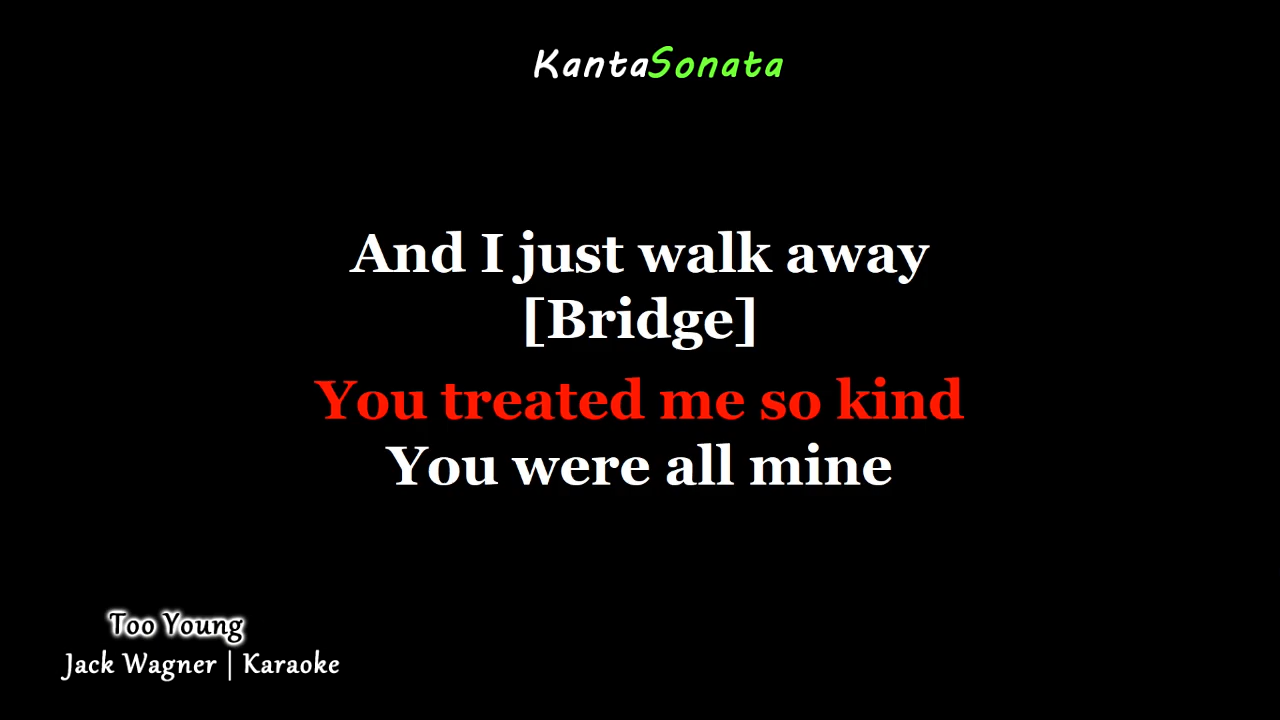 KantaSonata
And I just walk away
[Bridge]
You treated me so kind
You were all mine
Too Young
Jack Wagner | Karaoke